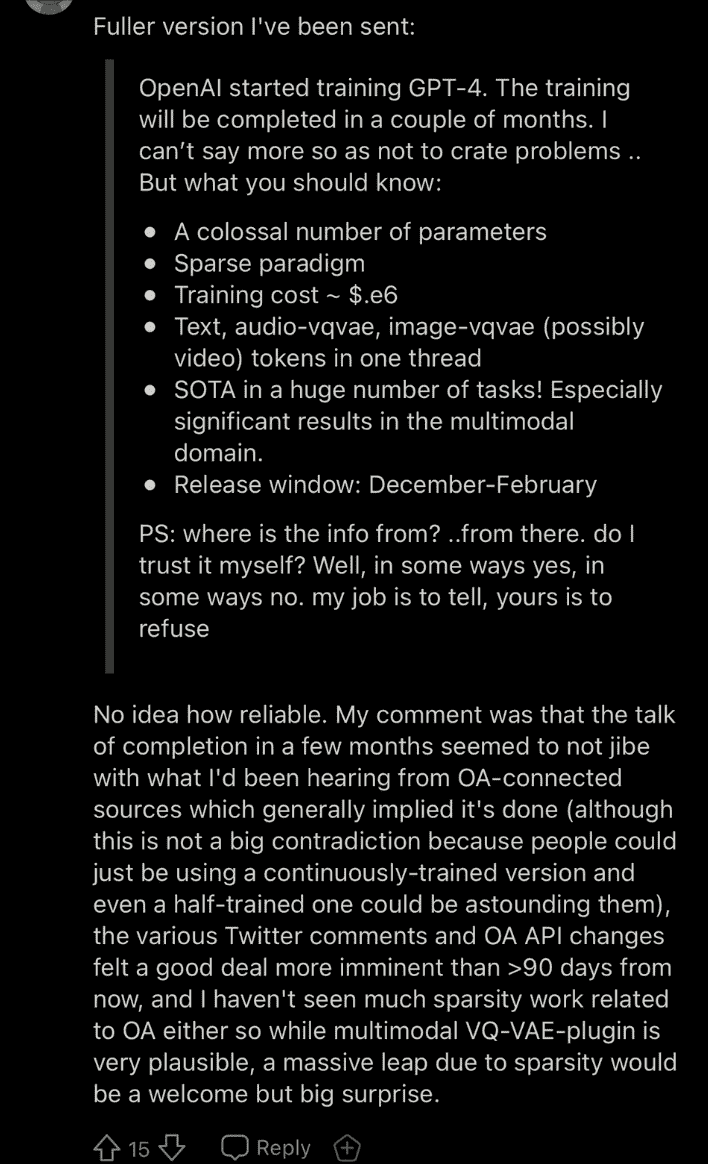 Fuller version I've been sent:
OpenAI started training GPT-4. The training
will be completed in a couple of months. I
can’t say more so as not to crate problems ..
But what you should know:
● A colossal number of parameters
● Sparse paradigm
● Training cost ~ $.e6
● Text, audio-vqvae, image-vqvae (possibly
video) tokens in one thread
● SOTA in a huge number of tasks! Especially
significant results in the multimodal
domain.
● Release window: December-February
PS: where is the info from? ..from there. do I
trust it myself? Well, in some ways yes, in
some ways no. my job is to tell, yours is to
refuse
No idea how reliable. My comment was that the talk
of completion in a few months seemed to not jibe
with what I'd been hearing from OA-connected
sources which generally implied it's done (although
this is not a big contradiction because people could
just be using a continuously-trained version and
even a half-trained one could be astounding them),
the various Twitter comments and OA API changes
felt a good deal more imminent than >90 days from
now, and I haven't seen much sparsity work related
to OA either so while multimodal VQ-VAE-plugin is
very plausible, a massive leap due to sparsity would
be a welcome but big surprise.
15 Reply